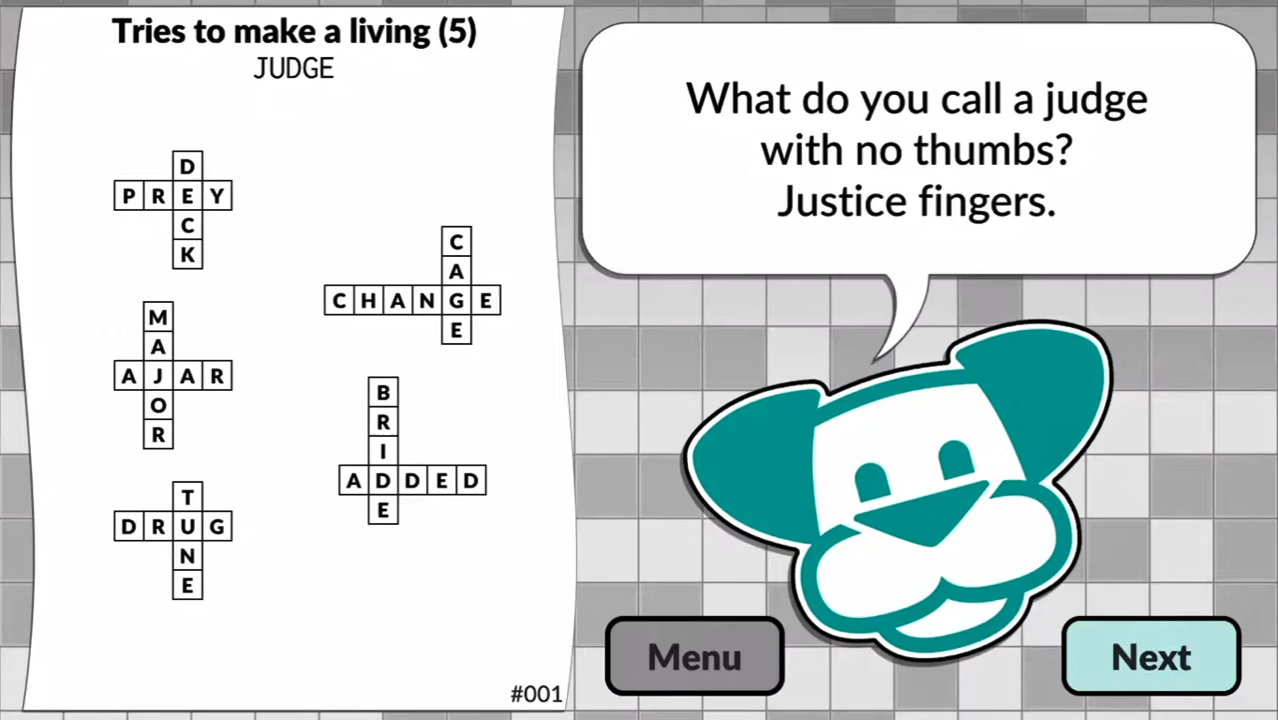 Tries to make a living (5)
JUDGE
D
PREY
C
K
C
A
CHANGE
E
M
A
AJAR
O
R
B
R
I
ADDED
E
T
DRUG
N
E
#001
What do you call a judge
with no thumbs?
Justice fingers.
Menu
Next